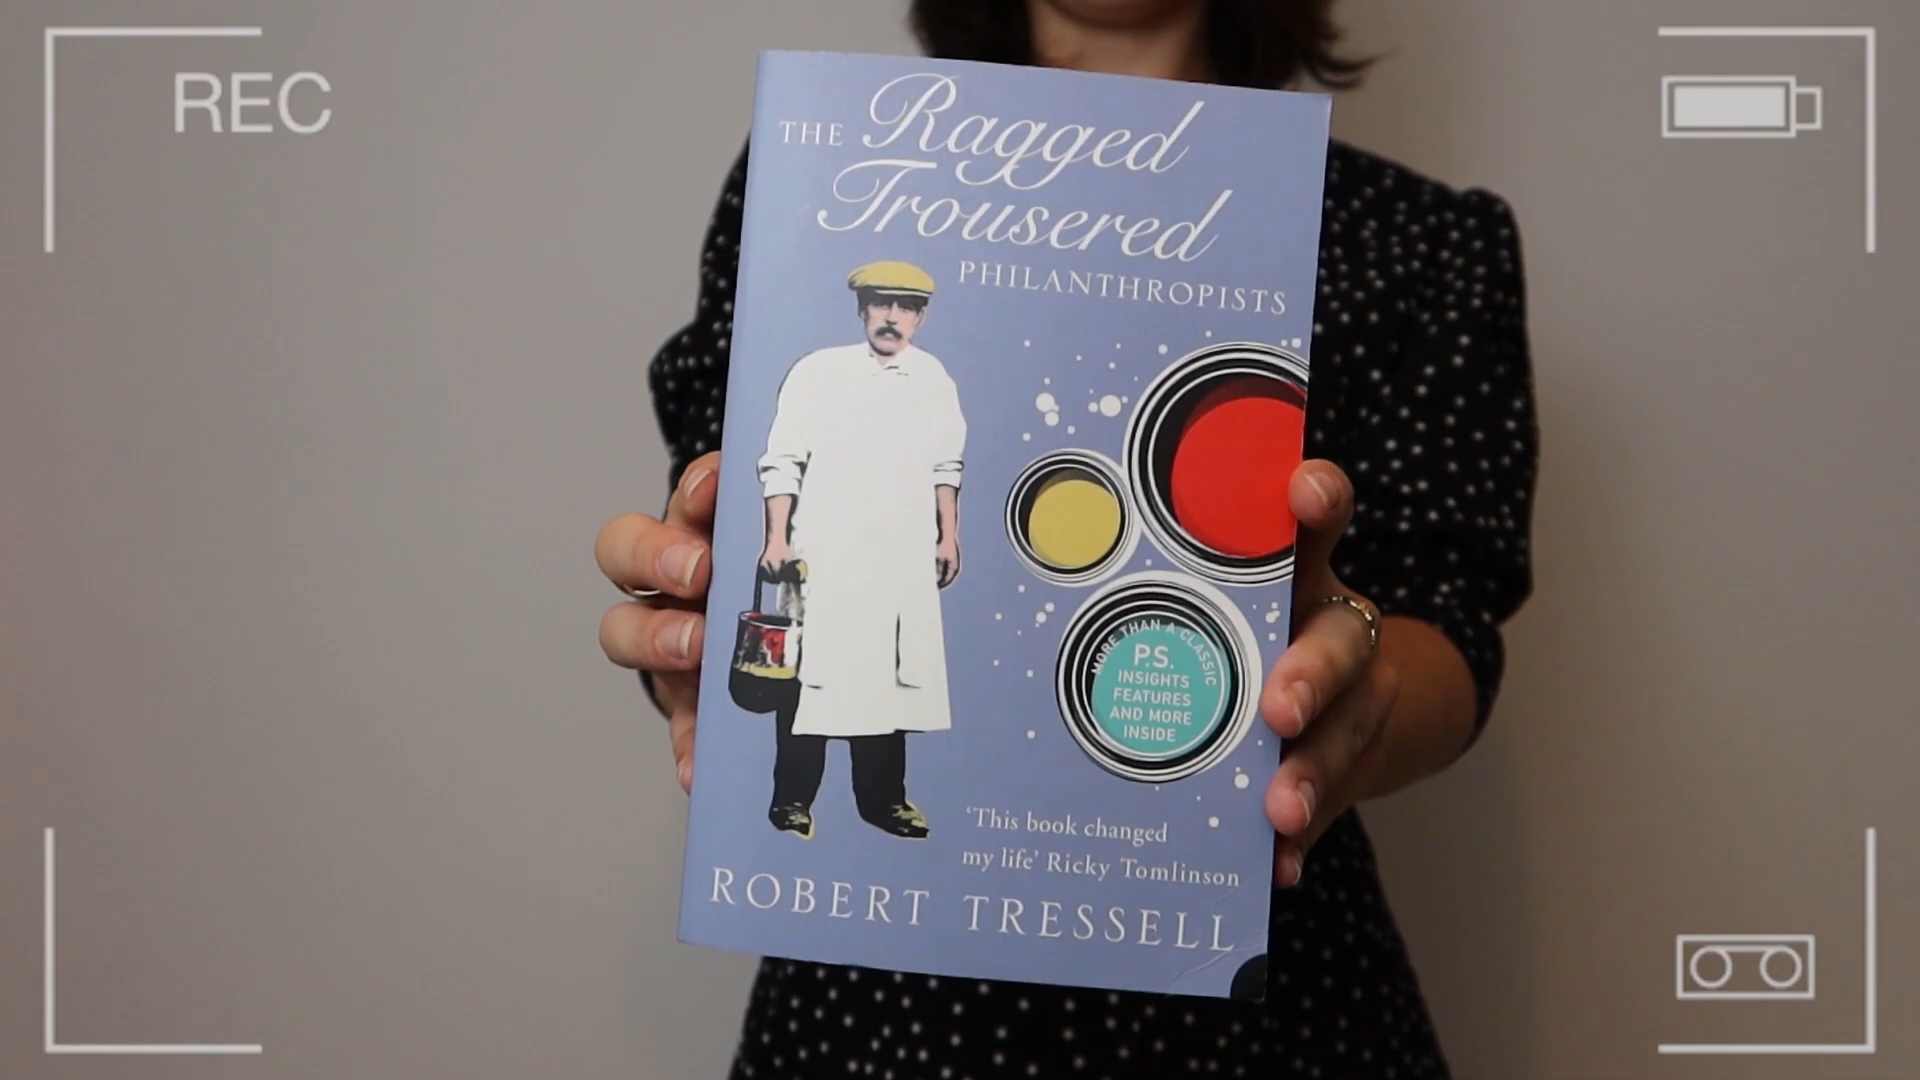 REC
THE Ragged
Trousered
PHILANTHROPISTS
MORE THAN A CLASSIC
P.S.
INSIGHTS
FEATURES
AND MORE
INSIDE
‘This book changed
my life’ Ricky Tomlinson
ROBERT TRESSELL